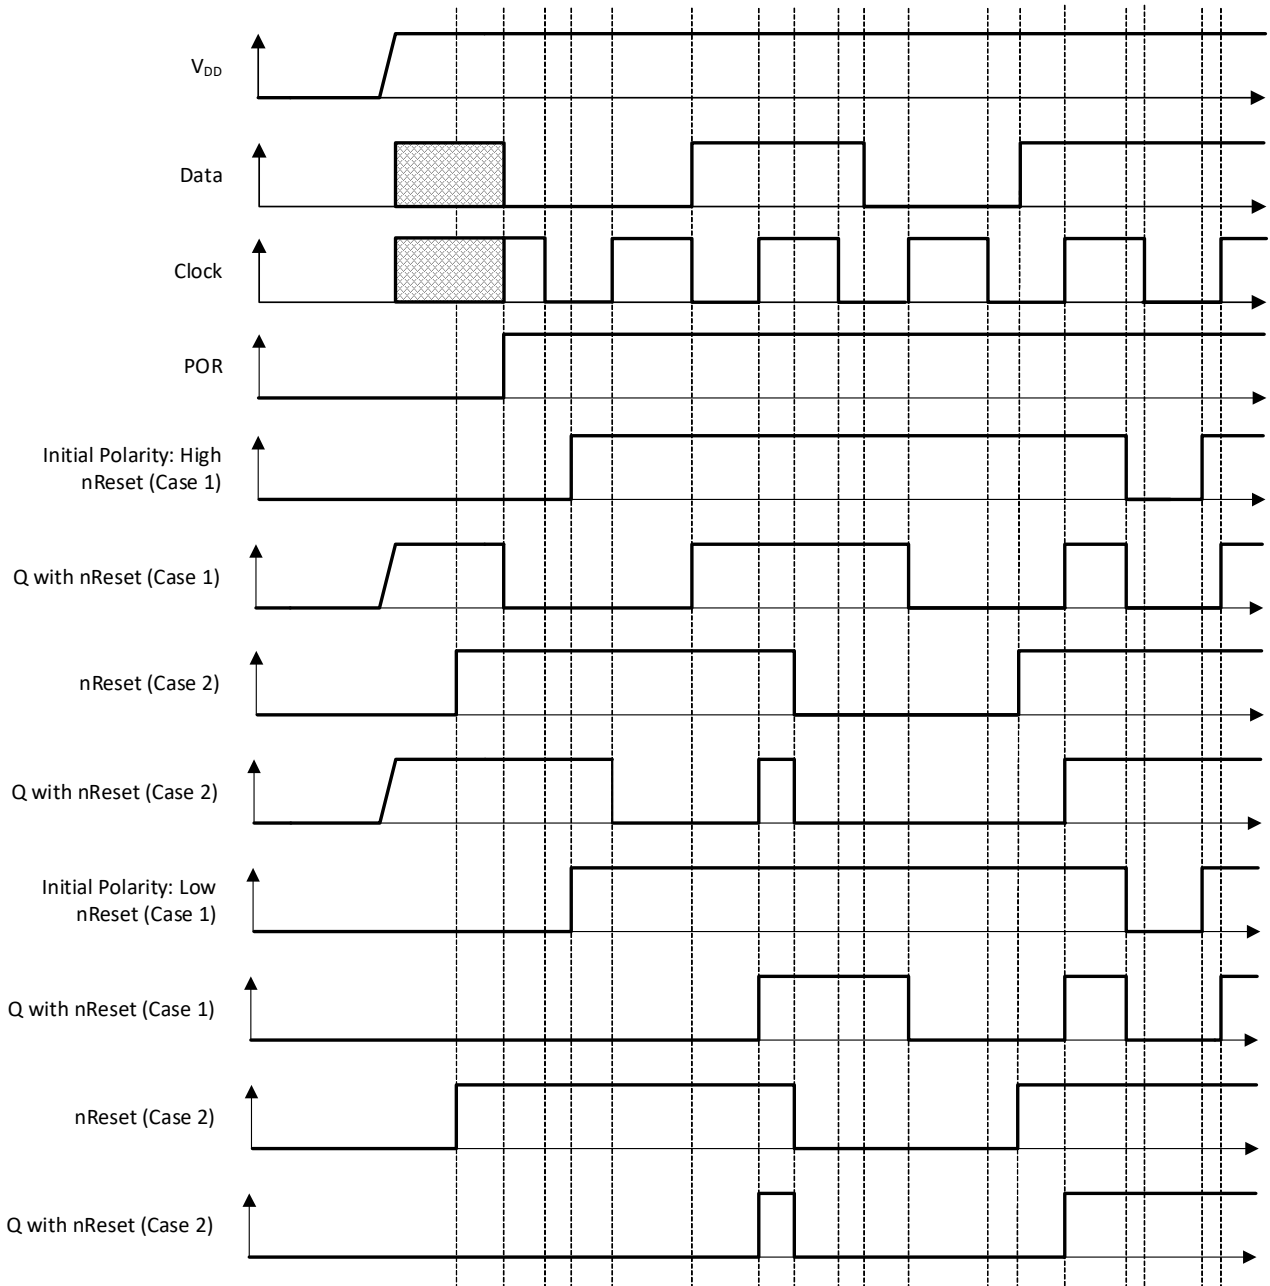 VDD
Data
Clock
POR
Initial Polarity: High
nReset (Case 1)
Q with nReset (Case 1)
nReset (Case 2)
Q with nReset (Case 2)
Initial Polarity: Low
nReset (Case 1)
Q with nReset (Case 1)
nReset (Case 2)
Q with nReset (Case 2)